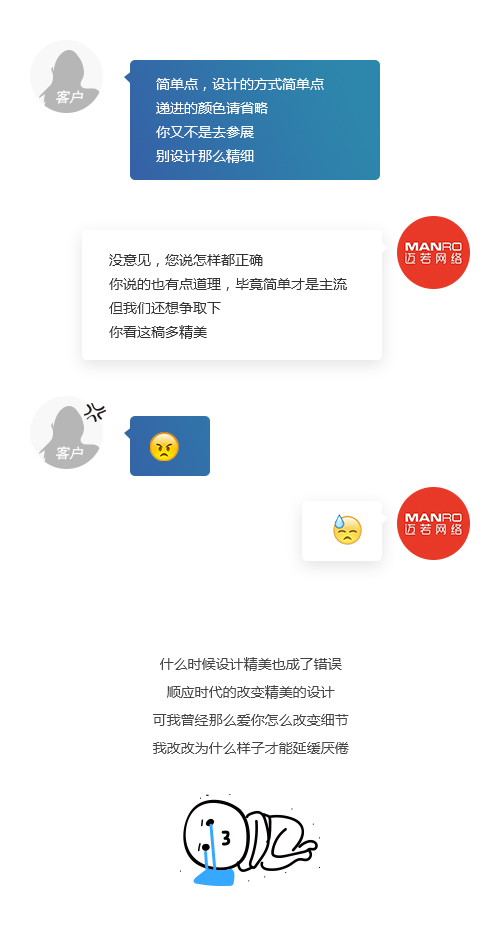 客户
简单点，设计的方式简单点
递进的颜色请省略
你又不是去参展
别设计那么精细
MANRO
迈若网络
没意见，您说怎样都正确
你说的也有点道理，毕竟简单才是主流
但我们还想争取下
你看这稿多精美
客户
MANRO
迈若网络
什么时候设计精美也成了错误
顺应时代的改变精美的设计
可我曾经那么爱你怎么改变细节
我改改为什么样子才能延缓厌倦